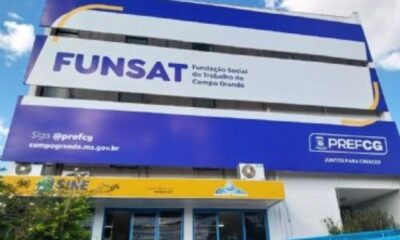 FUNSAT
Fundação Social
do Trabalho de
Campo Grande
Siga @prefcg
campogrande.ms.gov.br
PREFCG
JUNTOS PARA CRESCER
SINE